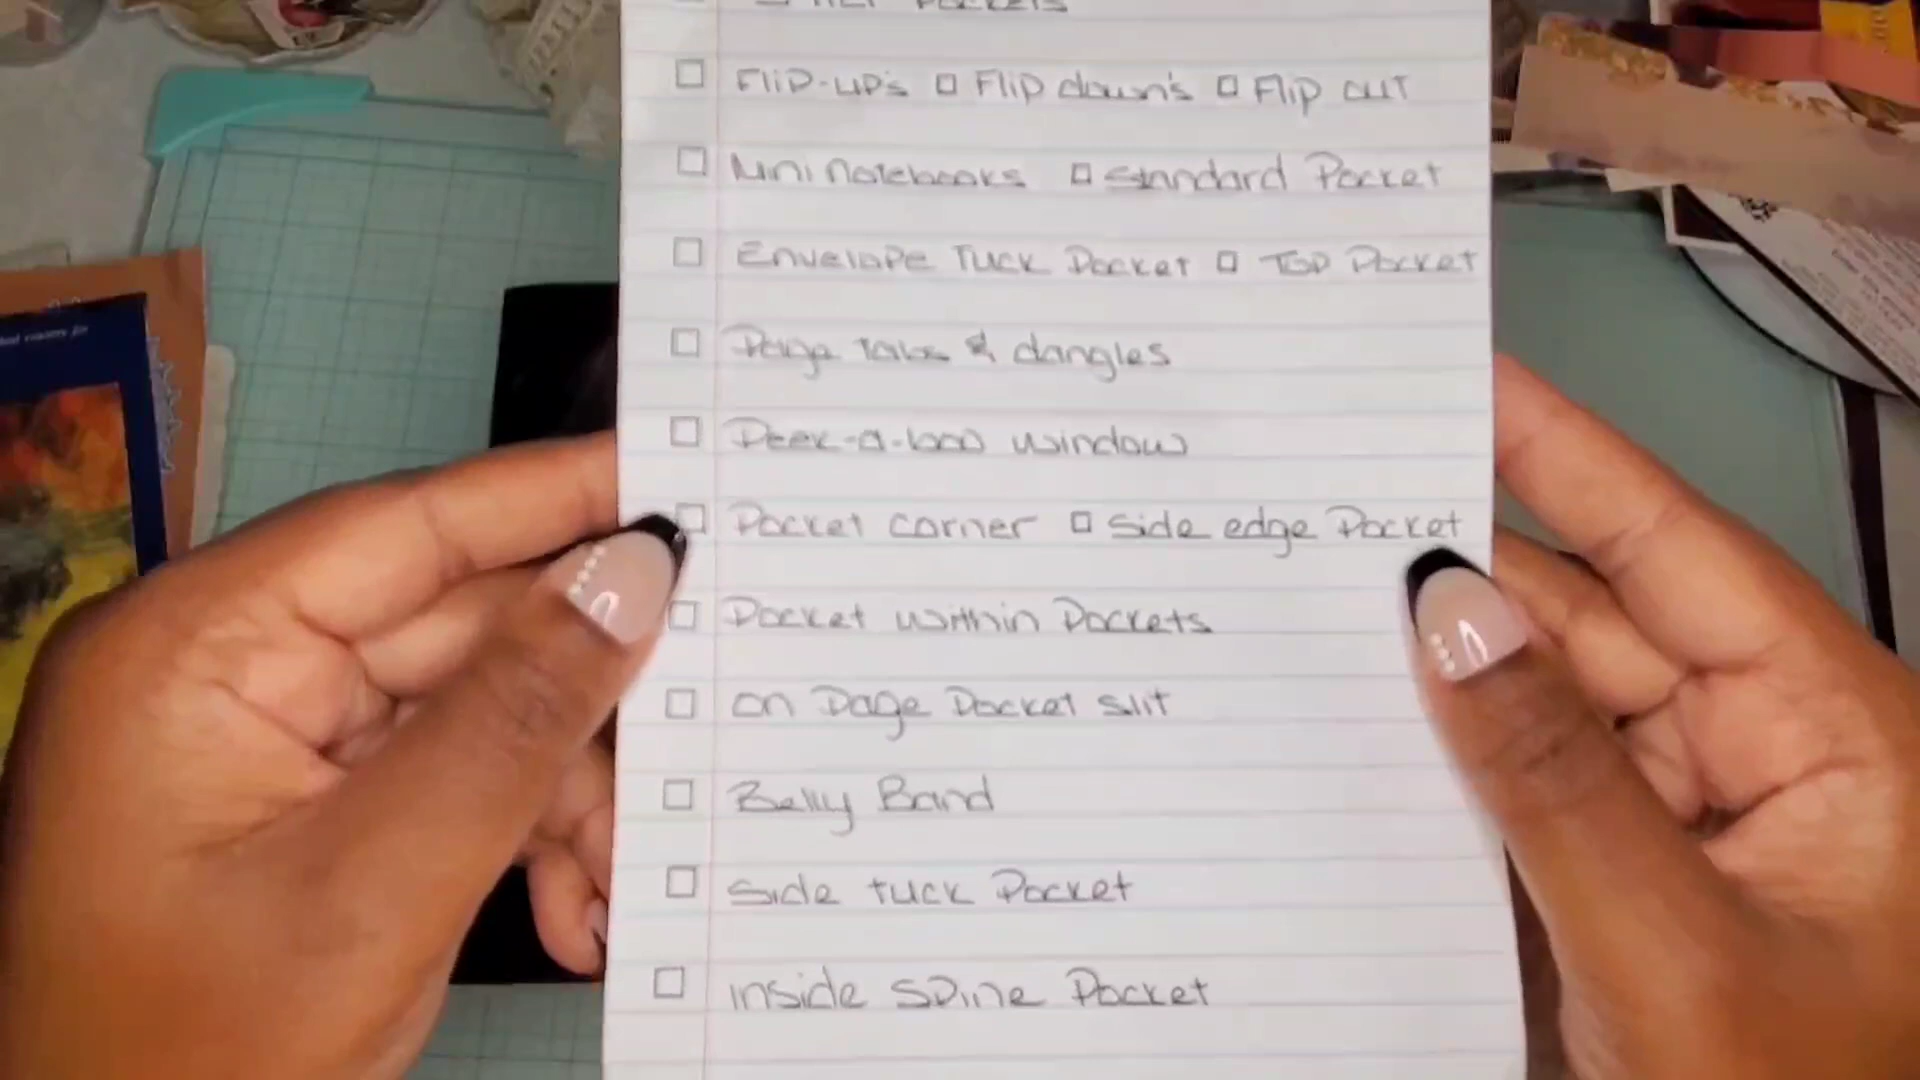 Pockets
☐ Flip-up's ☐ Flip down's ☐ Flip out
☐ Mini notebooks ☐ Standard Pocket
☐ Envelope Tuck Pocket ☐ Top Pocket
☐ Page Tabs & dangles
☐ Peek-a-boo window
☐ Pocket corner ☐ Side edge Pocket
☐ Pocket within Pockets
☐ on Page Pocket slit
☐ Belly Band
☐ Side tuck Pocket
☐ inside Spine Pocket